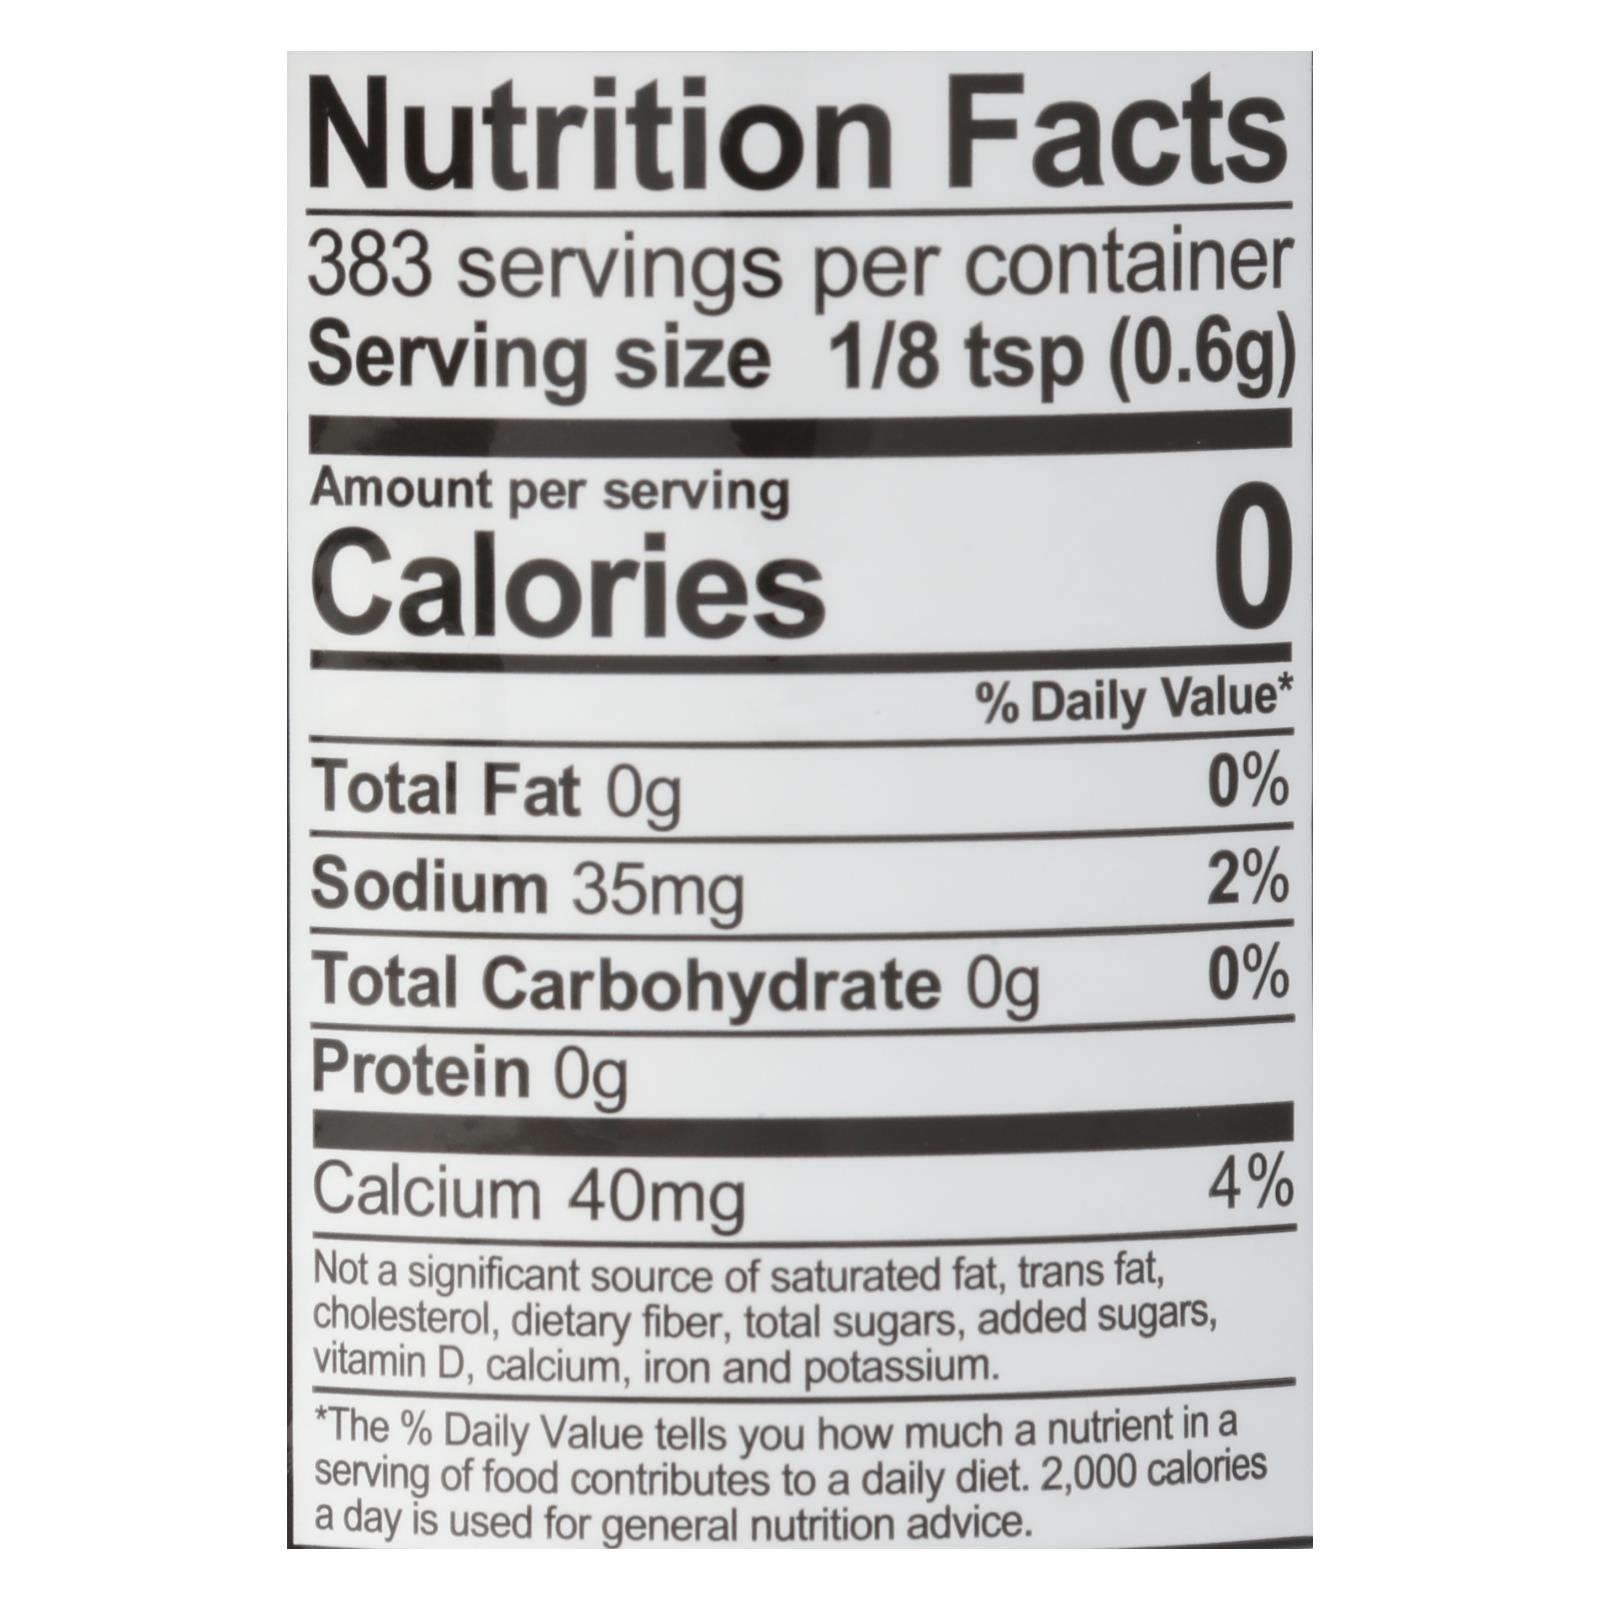 Nutrition Facts
383 servings per container
Serving size 1/8 tsp (0.6g)
Amount per serving
Calories 0
% Daily Value*
Total Fat 0g 0%
Sodium 35mg 2%
Total Carbohydrate 0g 0%
Protein 0g
Calcium 40mg 4%
Not a significant source of saturated fat, trans fat,
cholesterol, dietary fiber, total sugars, added sugars,
vitamin D, calcium, iron and potassium.
*The % Daily Value tells you how much a nutrient in a
serving of food contributes to a daily diet. 2,000 calories
a day is used for general nutrition advice.